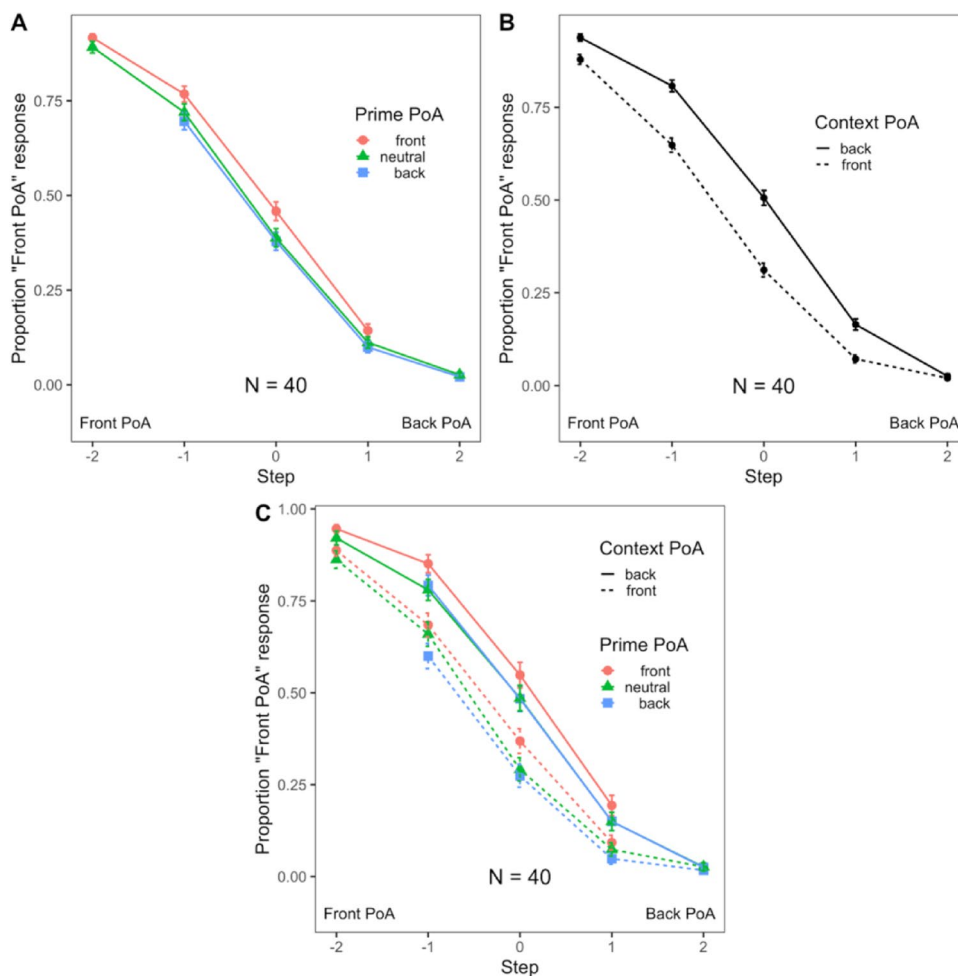 A
Proportion "Front PoA" response
0.75
0.50
0.25
0.00
Prime PoA
front
neutral
back
N = 40
Front PoA
Back PoA
-2
-1
0
1
2
Step
B
Proportion "Front PoA" response
0.75
0.50
0.25
0.00
Context PoA
back
front
N = 40
Front PoA
Back PoA
-2
-1
0
1
2
Step
C
Proportion "Front PoA" response
1.00
0.75
0.50
0.25
0.00
Context PoA
back
front
Prime PoA
front
neutral
back
N = 40
Front PoA
Back PoA
-2
-1
0
1
2
Step